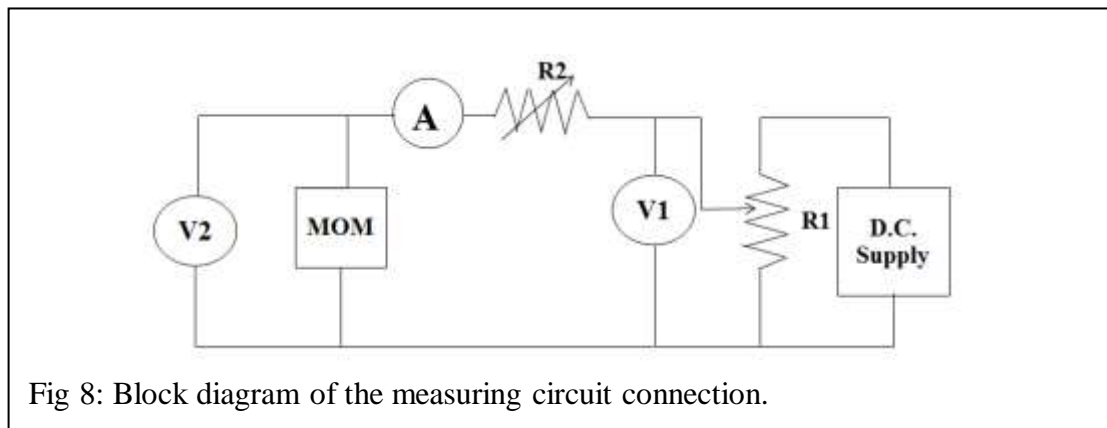 R2
A
V2
MOM
V1
R1
D.C.
Supply
Fig 8: Block diagram of the measuring circuit connection.